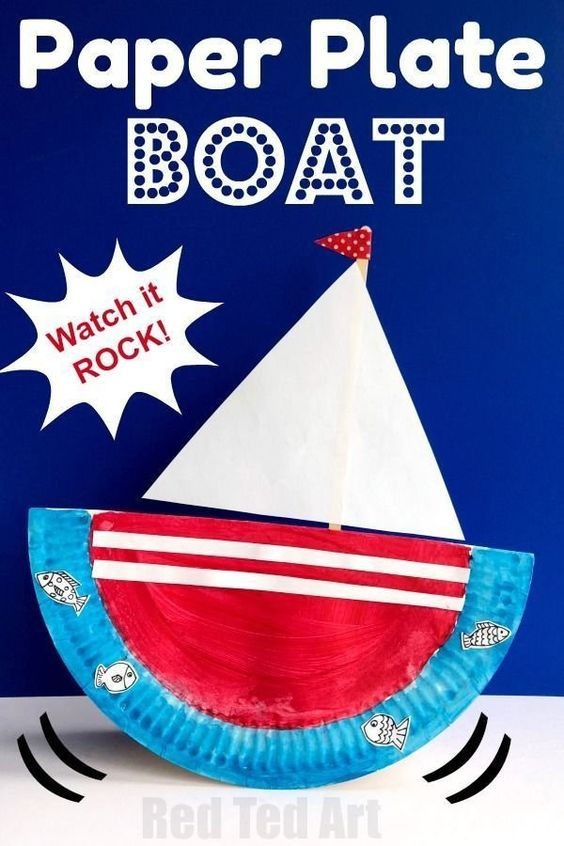 Paper Plate
BOAT
Watch it
ROCK!
Red Ted Art